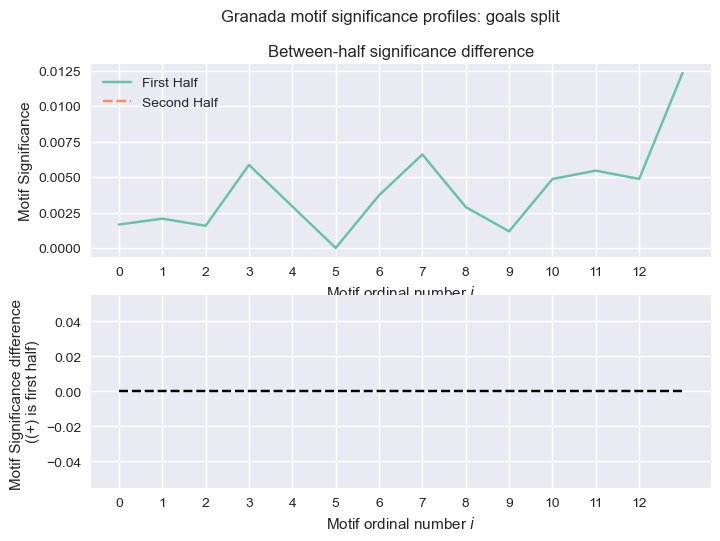 Granada motif significance profiles: goals split
Between-half significance difference
Motif Significance
0.0125
0.0100
0.0075
0.0050
0.0025
0.0000
First Half
Second Half
0 1 2 3 4 5 6 7 8 9 10 11 12
Motif ordinal number i
Motif Significance difference
((+) is first half)
0.04
0.02
0.00
−0.02
−0.04
0 1 2 3 4 5 6 7 8 9 10 11 12
Motif ordinal number i